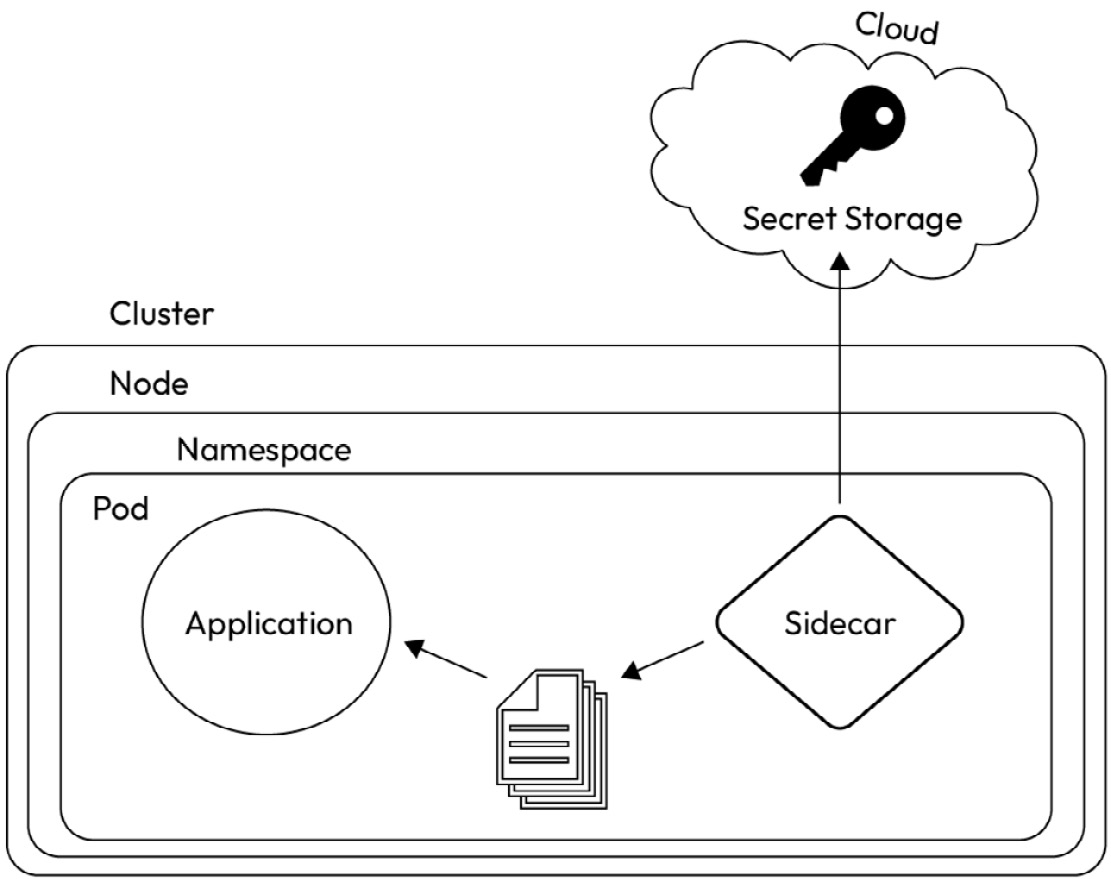 Cloud
Secret Storage
Cluster
Node
Namespace
Pod
Application
Sidecar